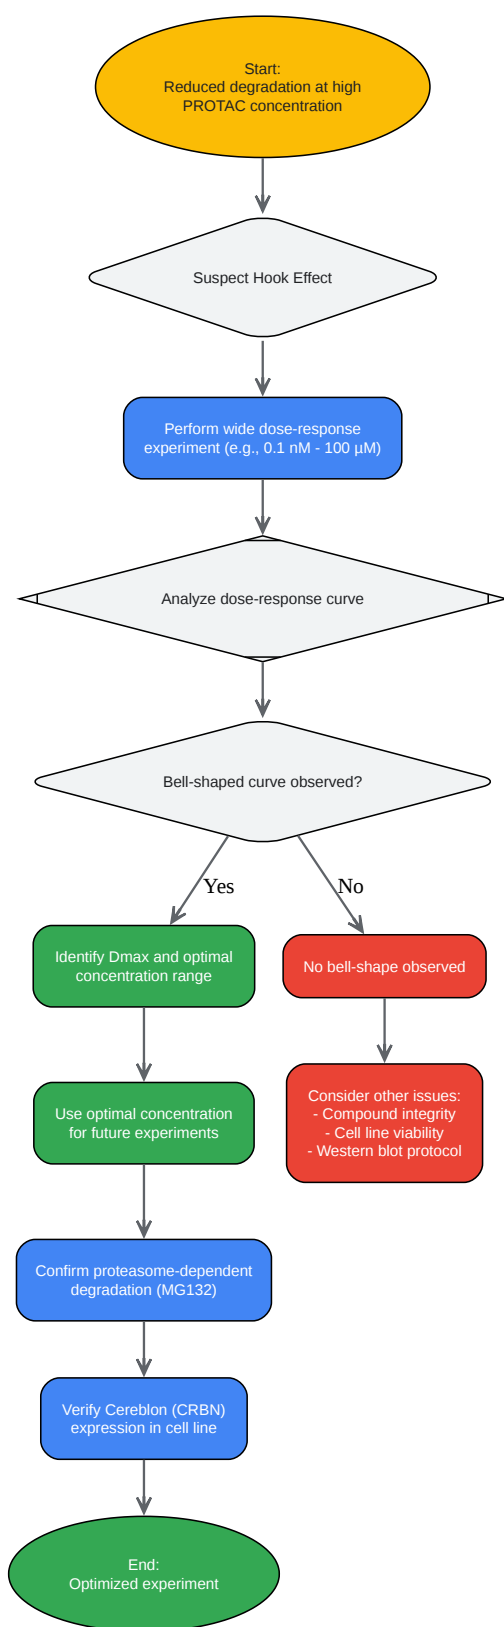 Start:
Reduced degradation at high
PROTAC concentration
Suspect Hook Effect
Perform wide dose-response
experiment (e.g., 0.1 nM - 100 µM)
Analyze dose-response curve
Bell-shaped curve observed?
Yes
No
Identify Dmax and optimal
concentration range
No bell-shape observed
Use optimal concentration
for future experiments
Consider other issues:
- Compound integrity
- Cell line viability
- Western blot protocol
Confirm proteasome-dependent
degradation (MG132)
Verify Cereblon (CRBN)
expression in cell line
End:
Optimized experiment